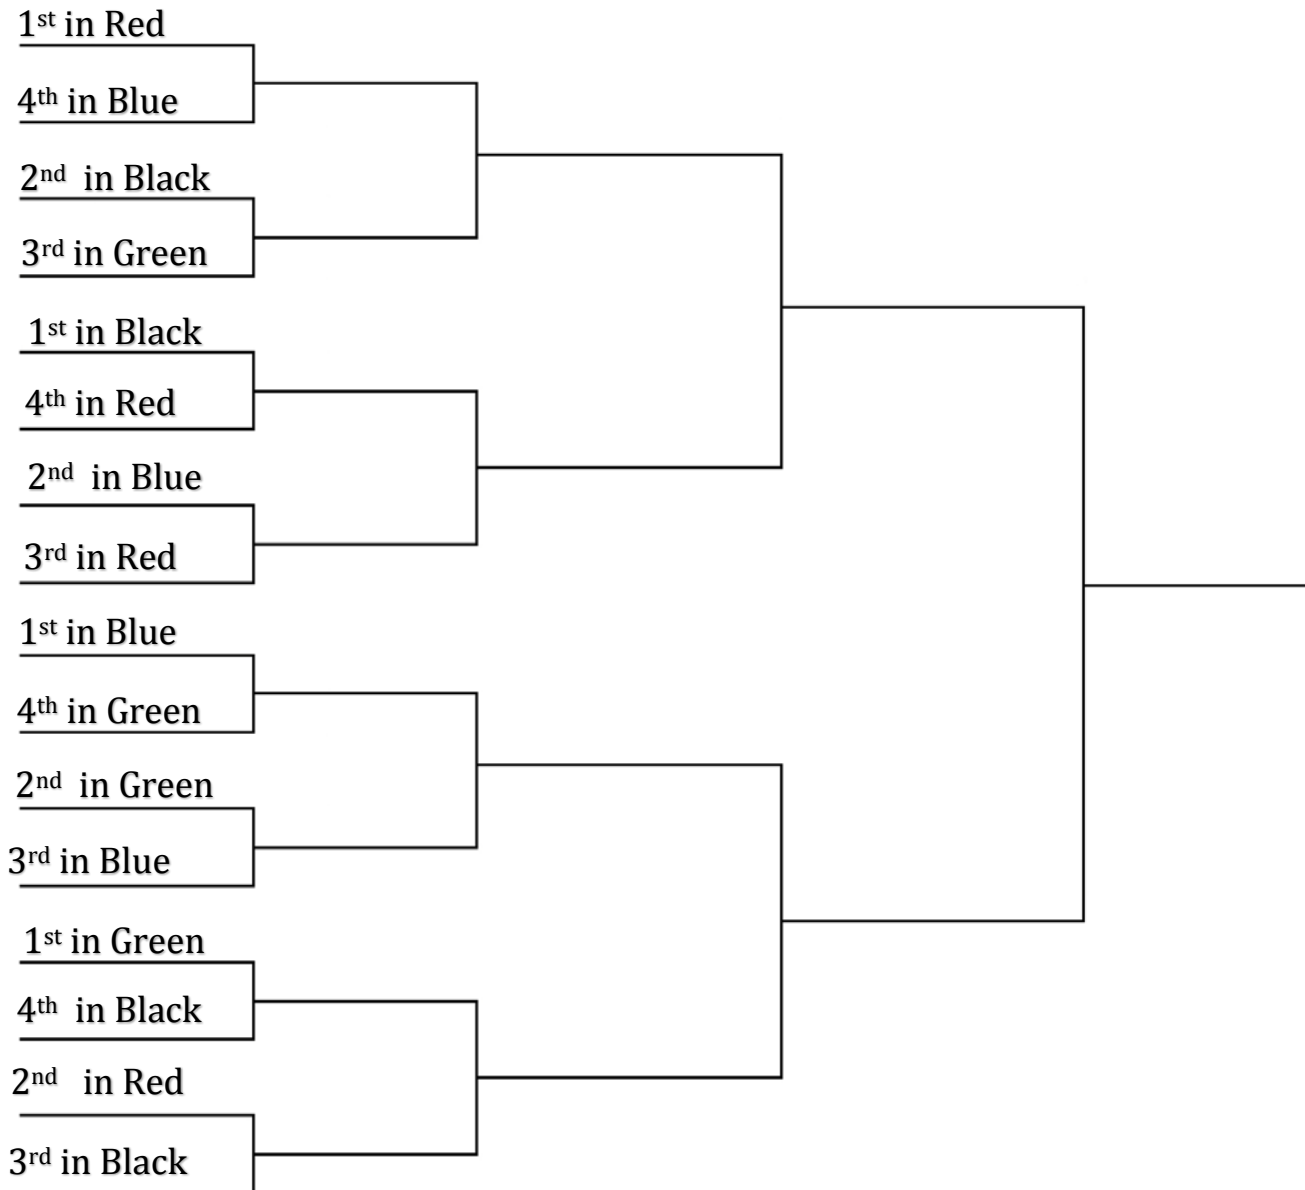 1st in Red
4th in Blue
2nd in Black
3rd in Green
1st in Black
4th in Red
2nd in Blue
3rd in Red
1st in Blue
4th in Green
2nd in Green
3rd in Blue
1st in Green
4th in Black
2nd in Red
3rd in Black